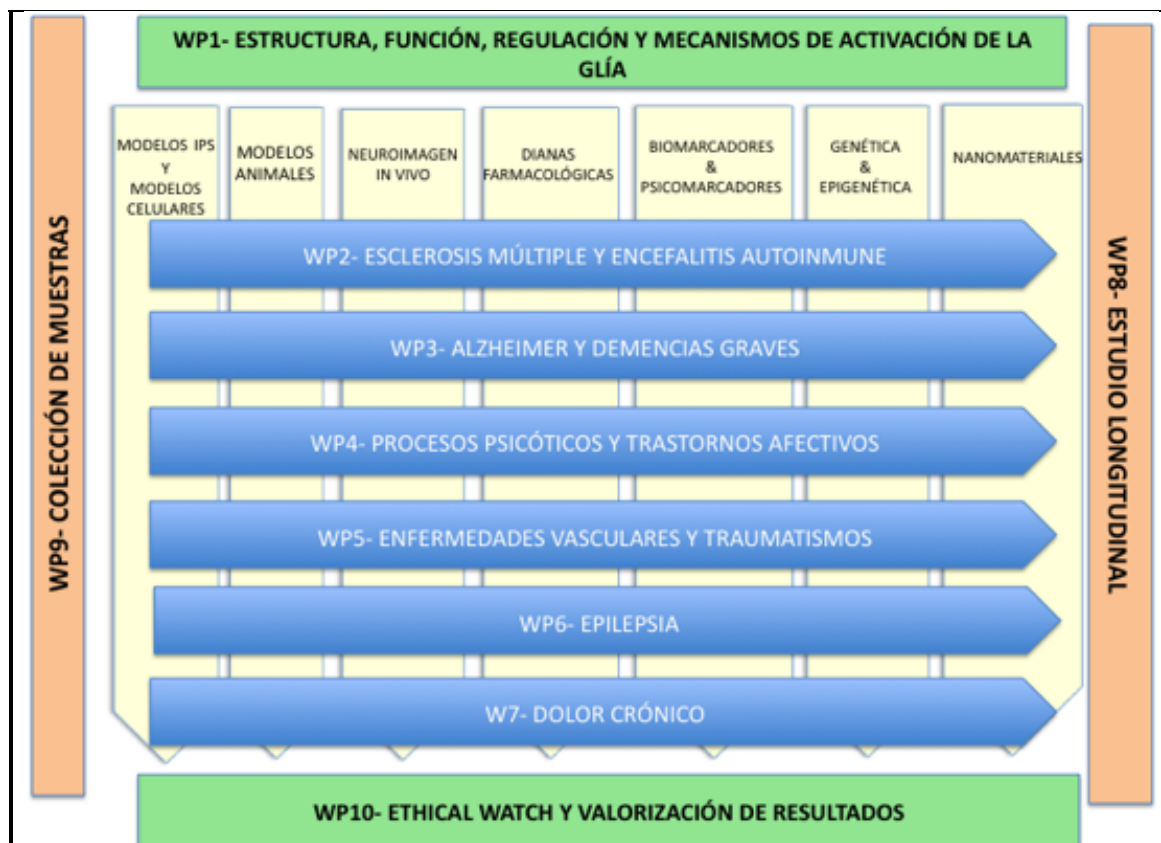 WP1- ESTRUCTURA, FUNCIÓN, REGULACIÓN Y MECANISMOS DE ACTIVACIÓN DE LA
GLÍA
WP9- COLECCIÓN DE MUESTRAS
MODELOS IPS
Y
MODELOS
CELULARES
MODELOS
ANIMALES
NEUROIMAGEN
IN VIVO
DIANAS
FARMACOLÓGICAS
BIOMARCADORES
&
PSICOMARCADORES
GENÉTICA
&
EPIGENÉTICA
NANOMATERIALES
WP2- ESCLEROSIS MÚLTIPLE Y ENCEFALITIS AUTOINMUNE
WP3- ALZHEIMER Y DEMENCIAS GRAVES
WP4- PROCESOS PSICÓTICOS Y TRASTORNOS AFECTIVOS
WP5- ENFERMEDADES VASCULARES Y TRAUMATISMOS
WP6- EPILEPSIA
W7- DOLOR CRÓNICO
WP8- ESTUDIO LONGITUDINAL
WP10- ETHICAL WATCH Y VALORIZACIÓN DE RESULTADOS